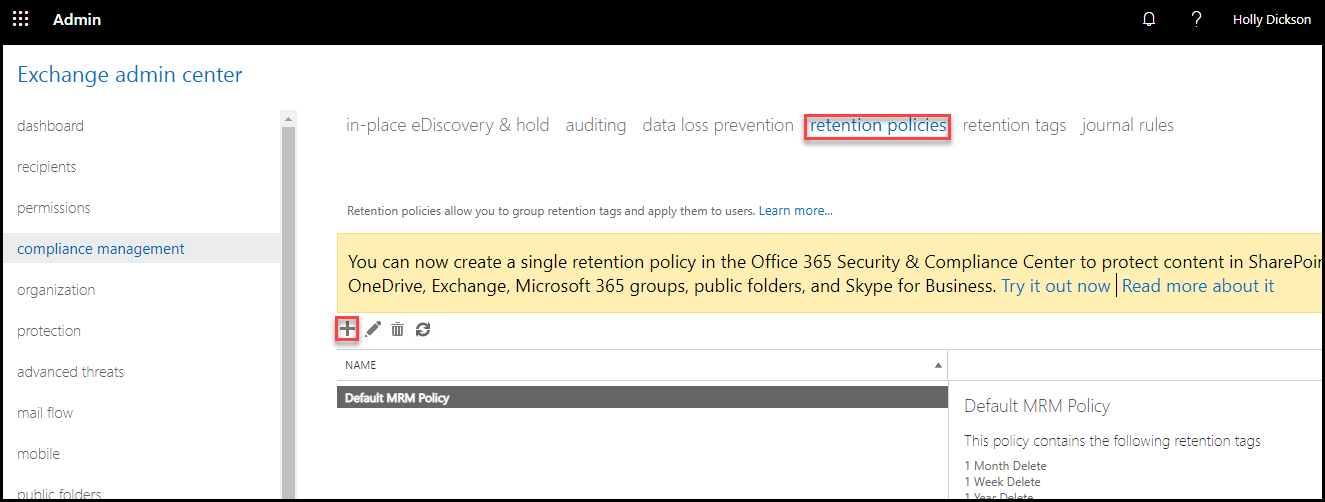 Admin
? Holly Dickson
Exchange admin center
dashboard
recipients
permissions
compliance management
organization
protection
advanced threats
mail flow
mobile
public folders
in-place eDiscovery & hold auditing data loss prevention retention policies retention tags journal rules
Retention policies allow you to group retention tags and apply them to users. Learn more...
You can now create a single retention policy in the Office 365 Security & Compliance Center to protect content in SharePoin
OneDrive, Exchange, Microsoft 365 groups, public folders, and Skype for Business. Try it out now | Read more about it
NAME
Default MRM Policy
Default MRM Policy
This policy contains the following retention tags
1 Month Delete
1 Week Delete
1 Year Delete